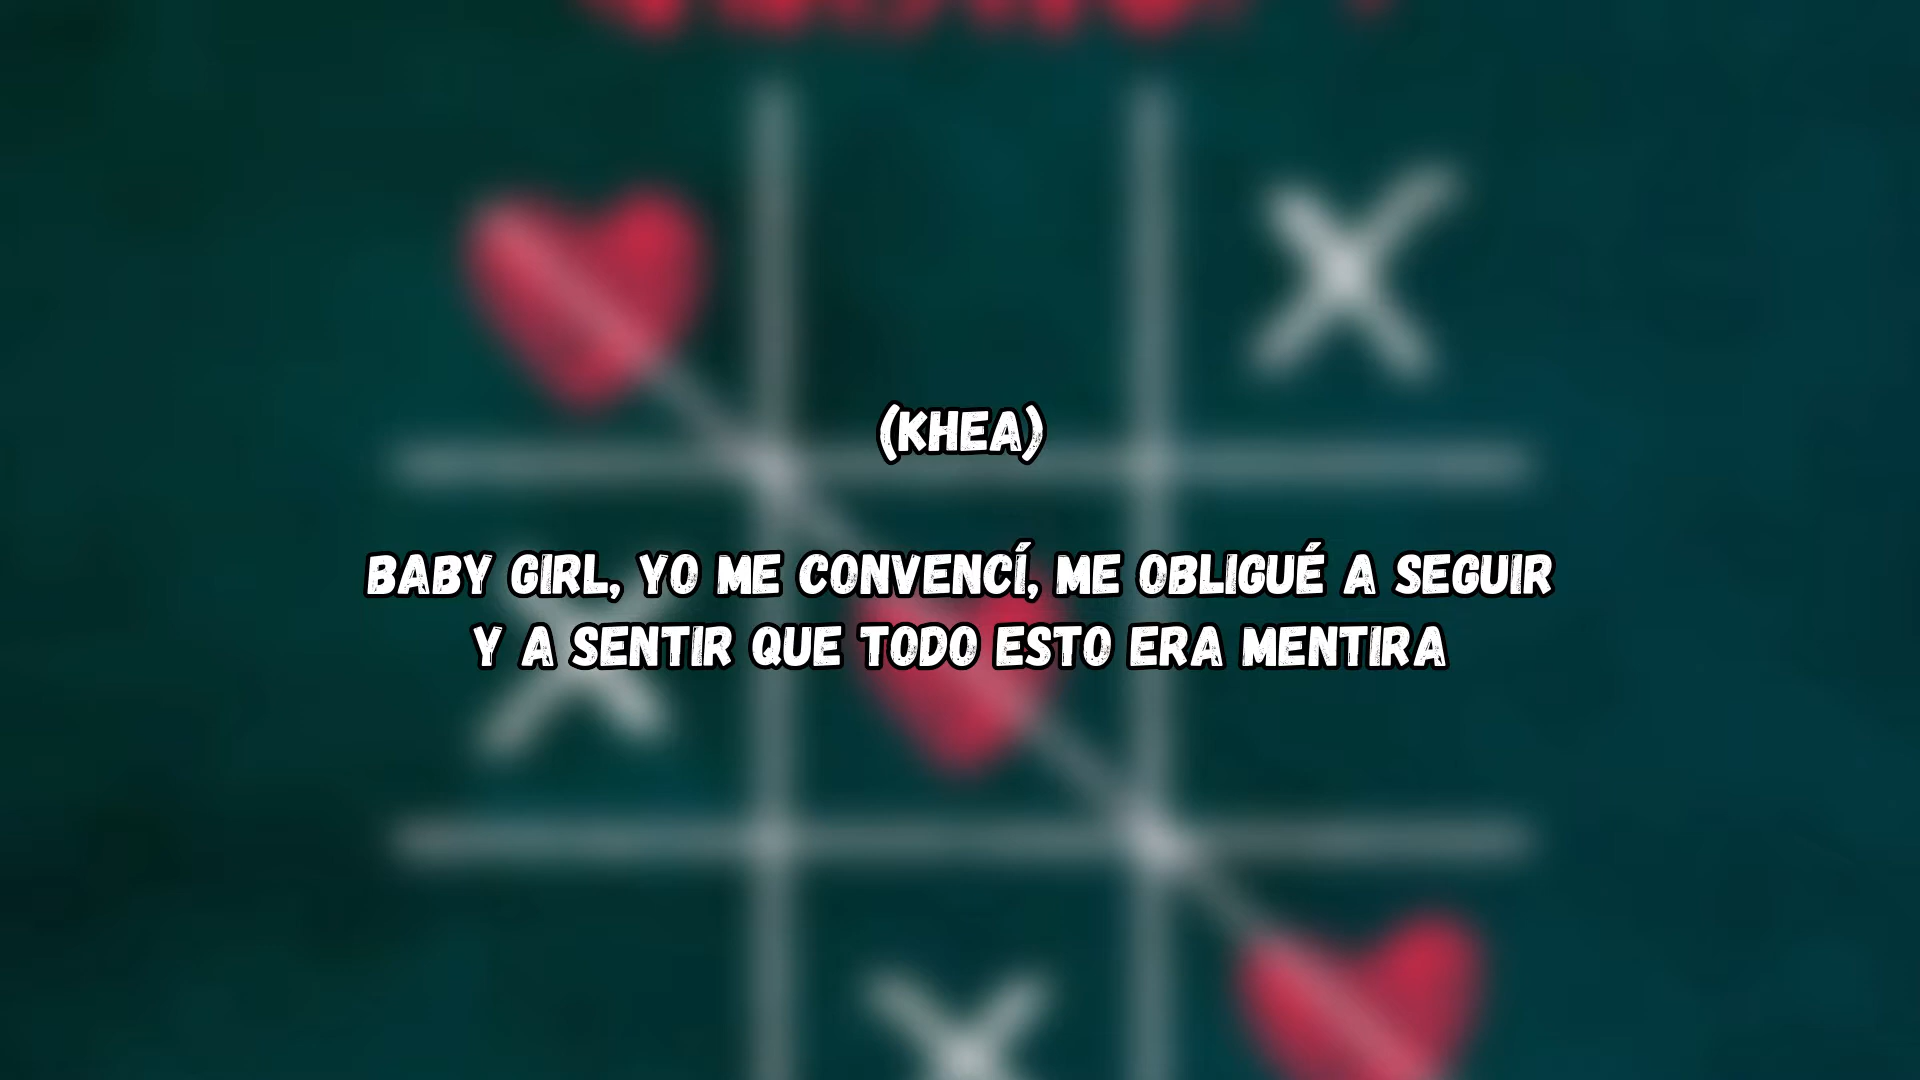 (KHEA)
BABY GIRL, YO ME CONVENCÍ, ME OBLIGUÉ A SEGUIR
Y A SENTIR QUE TODO ESTO ERA MENTIRA